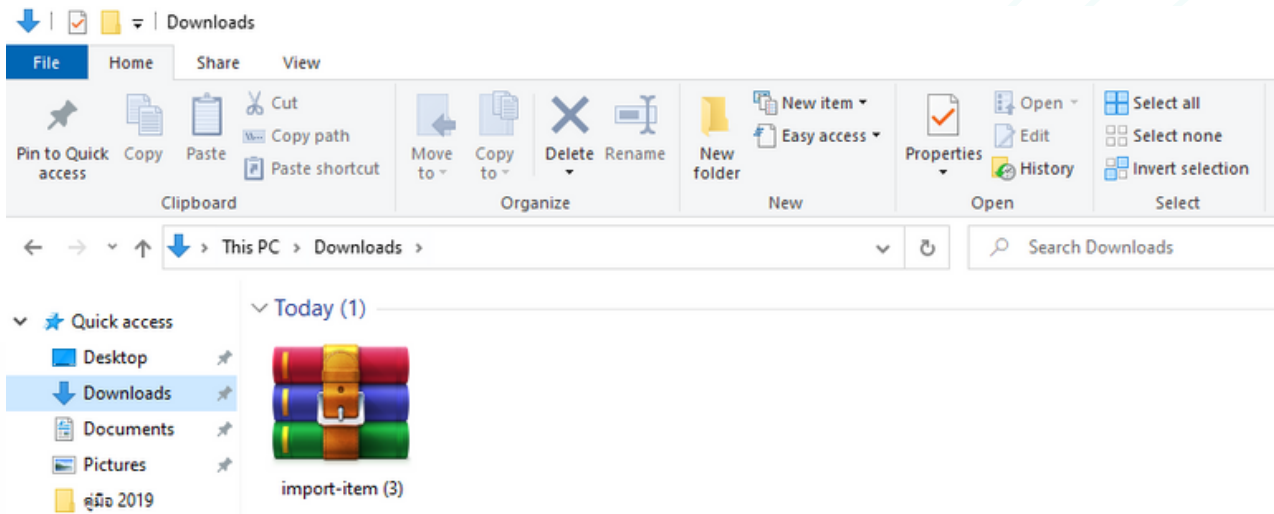 Downloads
File Home Share View
Cut
Copy path
Paste shortcut
Pin to Quick access
Copy
Paste
Clipboard
Move to
Copy to
Delete
Rename
Organize
New folder
New item
Easy access
New
Properties
Open
Edit
History
Open
Select all
Select none
Invert selection
Select
This PC > Downloads >
Search Downloads
Quick access
Desktop
Downloads
Documents
Pictures
คู่มือ 2019
Today (1)
import-item (3)